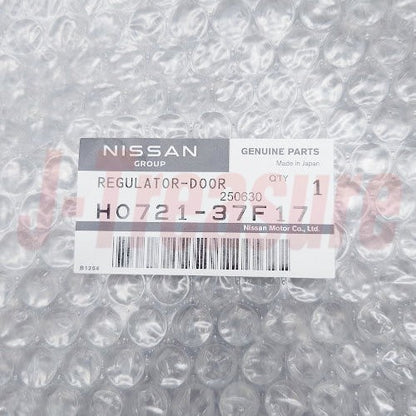 NISSAN
GROUP
GENUINE PARTS
Made in Japan
REGULATOR-DOOR
QTY 1
250630
H0721-37F17
Nissan Motor Co., Ltd.
B1254
J-Treasure